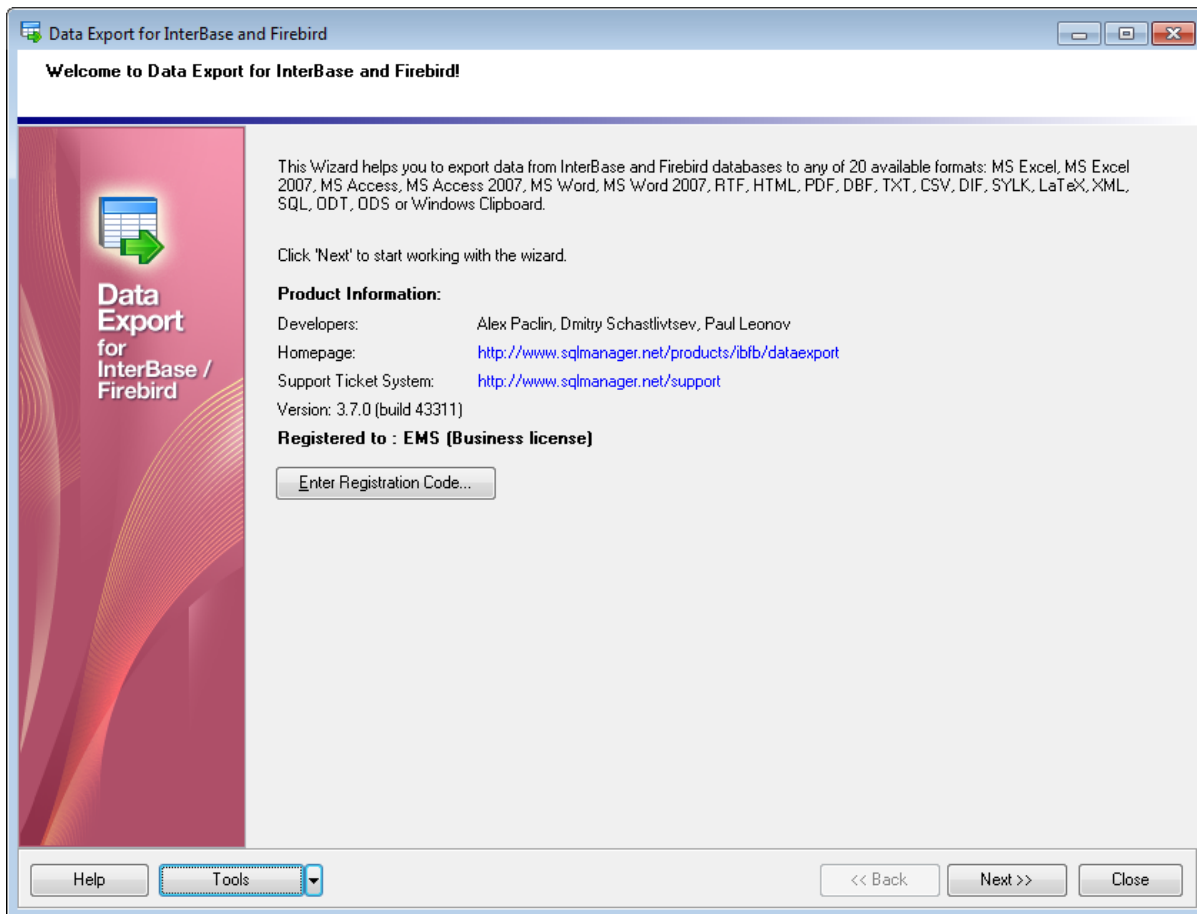 Data Export for InterBase and Firebird
Welcome to Data Export for InterBase and Firebird!
Data
Export
for
InterBase /
Firebird
This Wizard helps you to export data from InterBase and Firebird databases to any of 20 available formats: MS Excel, MS Excel
2007, MS Access, MS Access 2007, MS Word, MS Word 2007, RTF, HTML, PDF, DBF, TXT, CSV, DIF, SYLK, LaTeX, XML,
SQL, ODT, ODS or Windows Clipboard.
Click 'Next' to start working with the wizard.
Product Information:
Developers: Alex Paclin, Dmitry Schastlivtsev, Paul Leonov
Homepage: http://www.sqlmanager.net/products/ibfb/dataexport
Support Ticket System: http://www.sqlmanager.net/support
Version: 3.7.0 (build 43311)
Registered to : EMS (Business license)
Enter Registration Code...
Help Tools << Back Next >> Close